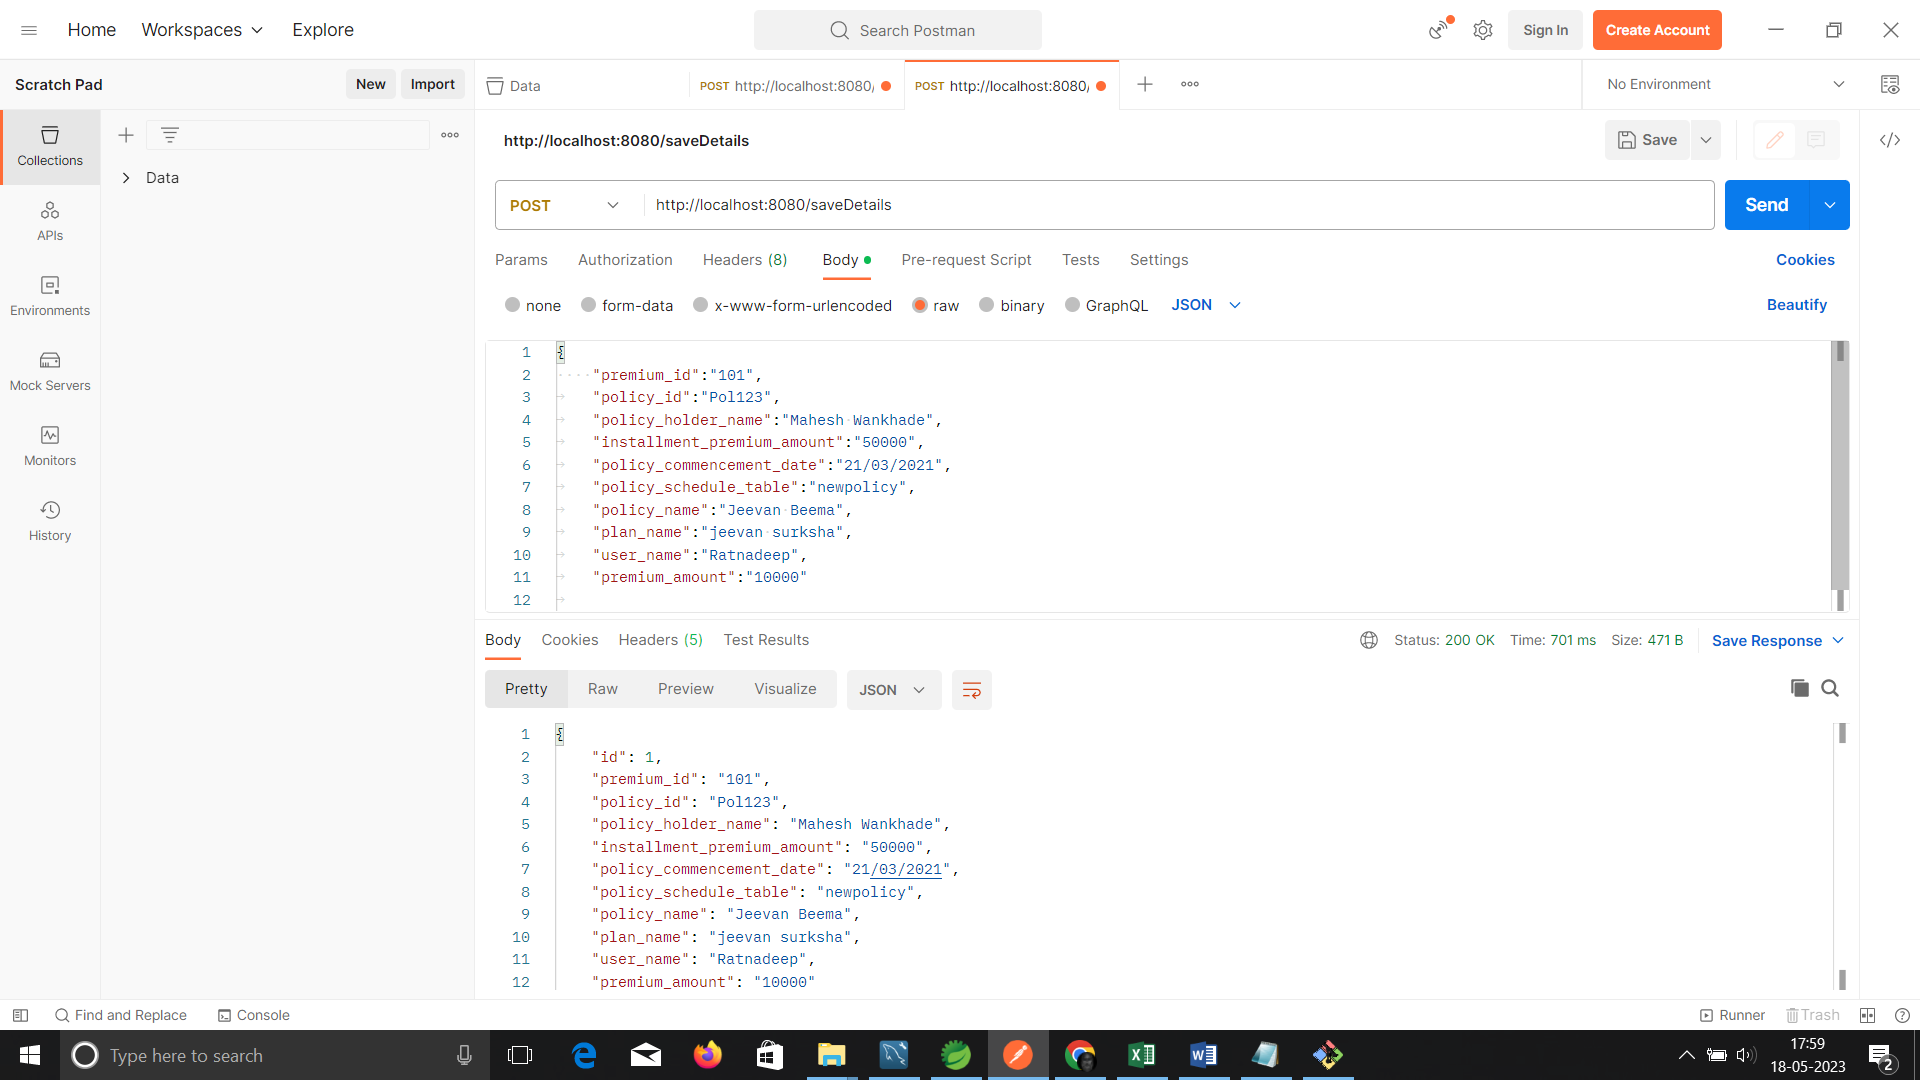 Home Workspaces Explore Search Postman Sign In Create Account
Scratch Pad New Import Data POST http://localhost:8080/ POST http://localhost:8080/ No Environment
Collections
Data
APIs
Environments
Mock Servers
Monitors
History
http://localhost:8080/saveDetails Save
POST http://localhost:8080/saveDetails Send
Params Authorization Headers (8) Body Pre-request Script Tests Settings Cookies
none form-data x-www-form-urlencoded raw binary GraphQL JSON Beautify
1 {
2 "premium_id":"101",
3 "policy_id":"Pol123",
4 "policy_holder_name":"Mahesh Wankhade",
5 "installment_premium_amount":"50000",
6 "policy_commencement_date":"21/03/2021",
7 "policy_schedule_table":"newpolicy",
8 "policy_name":"Jeevan Beema",
9 "plan_name":"jeevan surksha",
10 "user_name":"Ratnadeep",
11 "premium_amount":"10000"
12
Body Cookies Headers (5) Test Results Status: 200 OK Time: 701 ms Size: 471 B Save Response
Pretty Raw Preview Visualize JSON
1 {
2 "id": 1,
3 "premium_id": "101",
4 "policy_id": "Pol123",
5 "policy_holder_name": "Mahesh Wankhade",
6 "installment_premium_amount": "50000",
7 "policy_commencement_date": "21/03/2021",
8 "policy_schedule_table": "newpolicy",
9 "policy_name": "Jeevan Beema",
10 "plan_name": "jeevan surksha",
11 "user_name": "Ratnadeep",
12 "premium_amount": "10000"
Find and Replace Console Runner Trash
Type here to search
17:59
18-05-2023
2